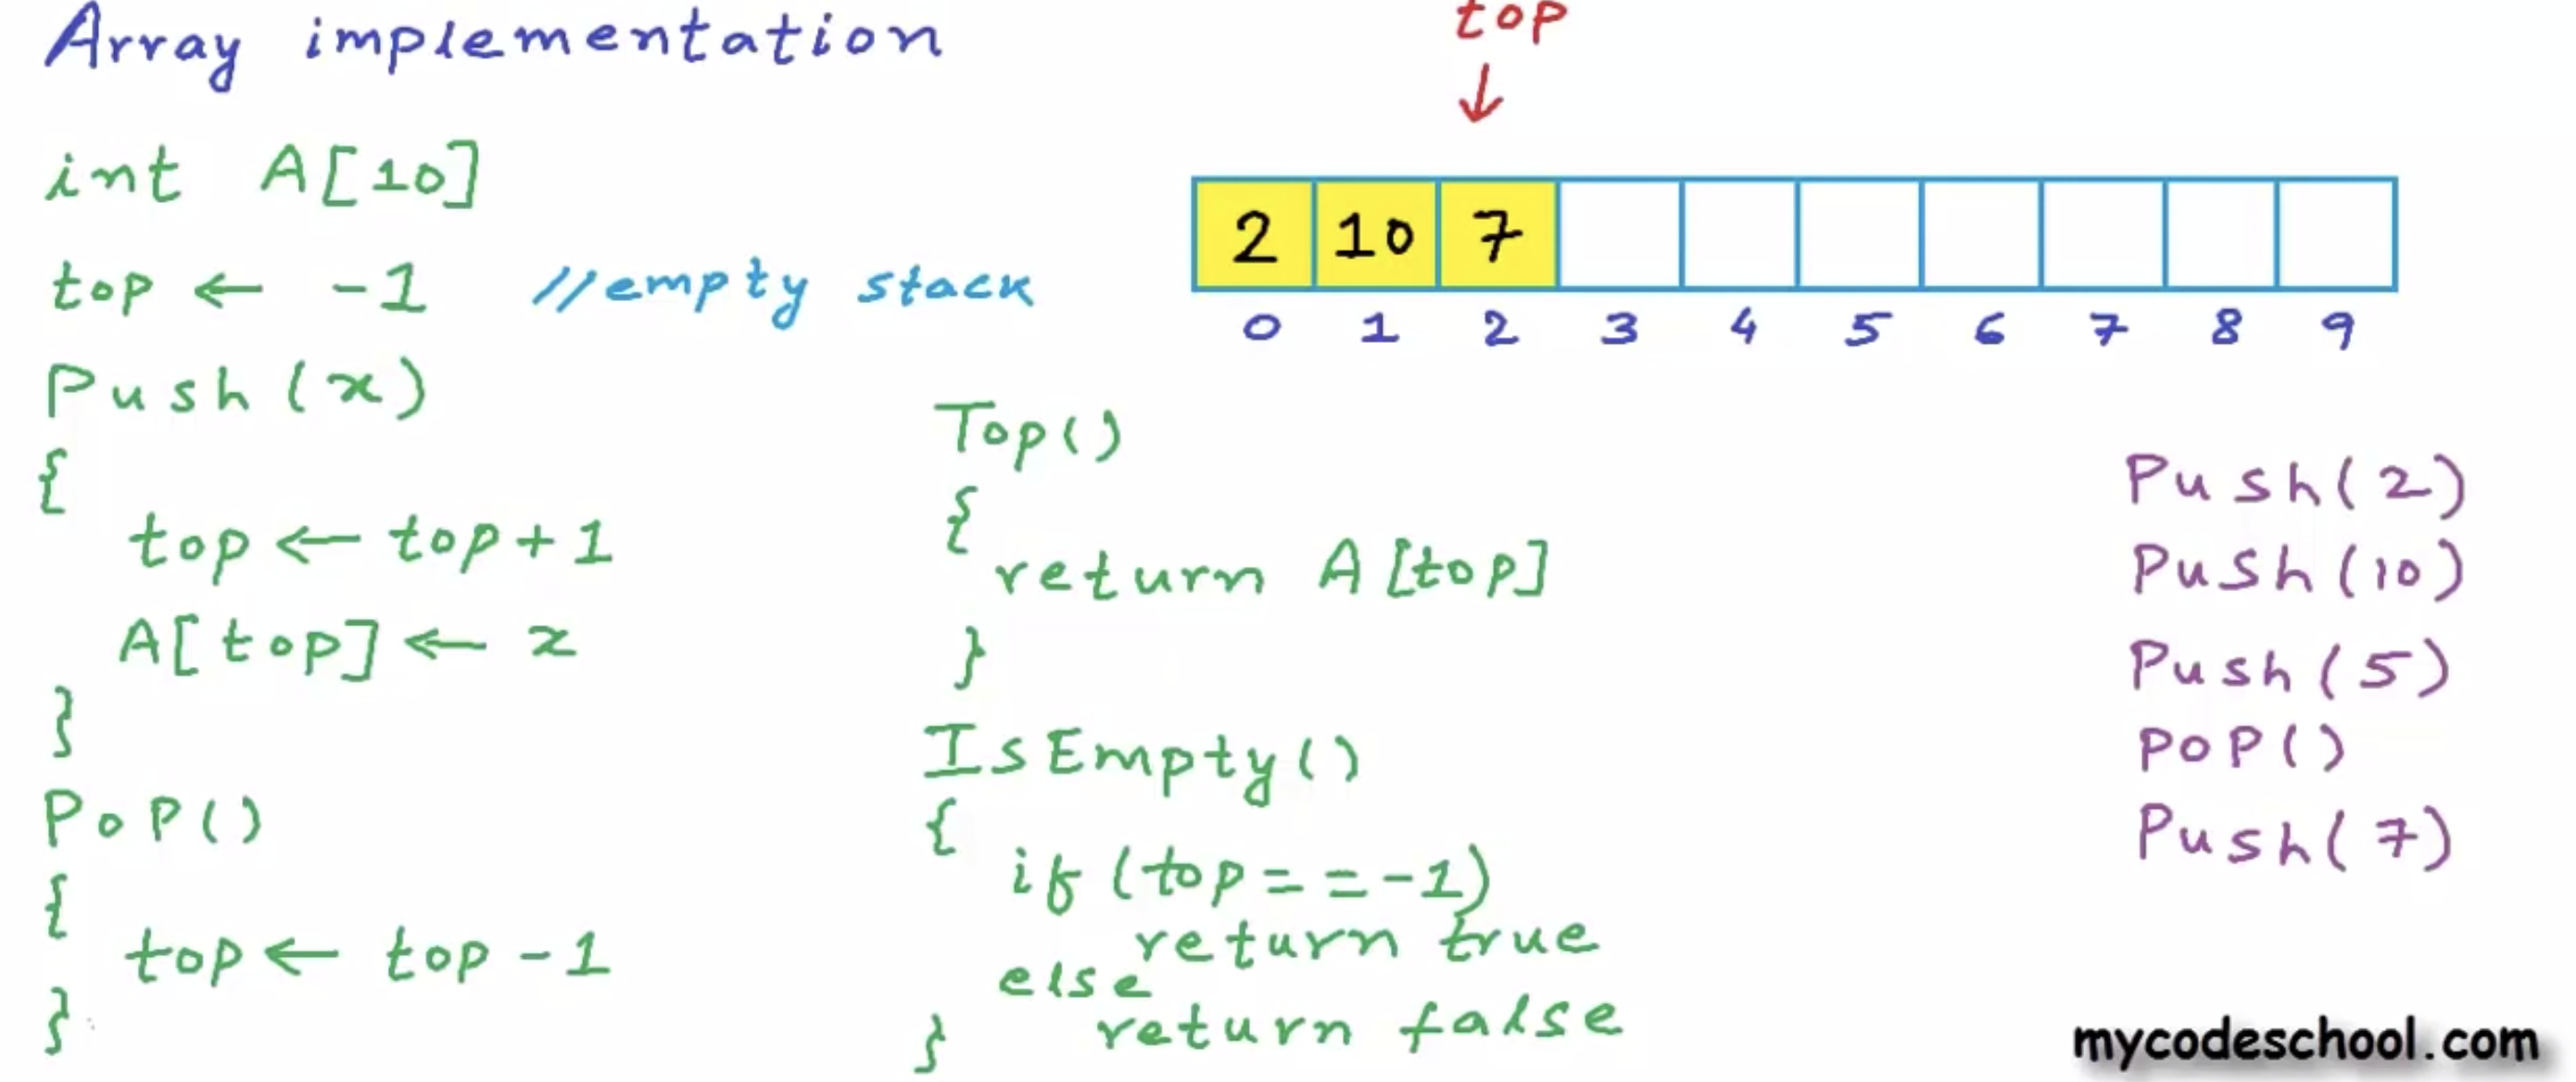 Array implementation
int A[10]
top ← -1 //empty stack
Push(x)
{
top ← top+1
A[top] ← x
}
Pop()
{
top ← top -1
}
top
↓
2 10 7
0 1 2 3 4 5 6 7 8 9
Top()
{
return A[top]
}
IsEmpty()
{
if (top == -1)
return true
else
return false
}
Push(2)
Push(10)
Push(5)
Pop()
Push(7)
mycodeschool.com